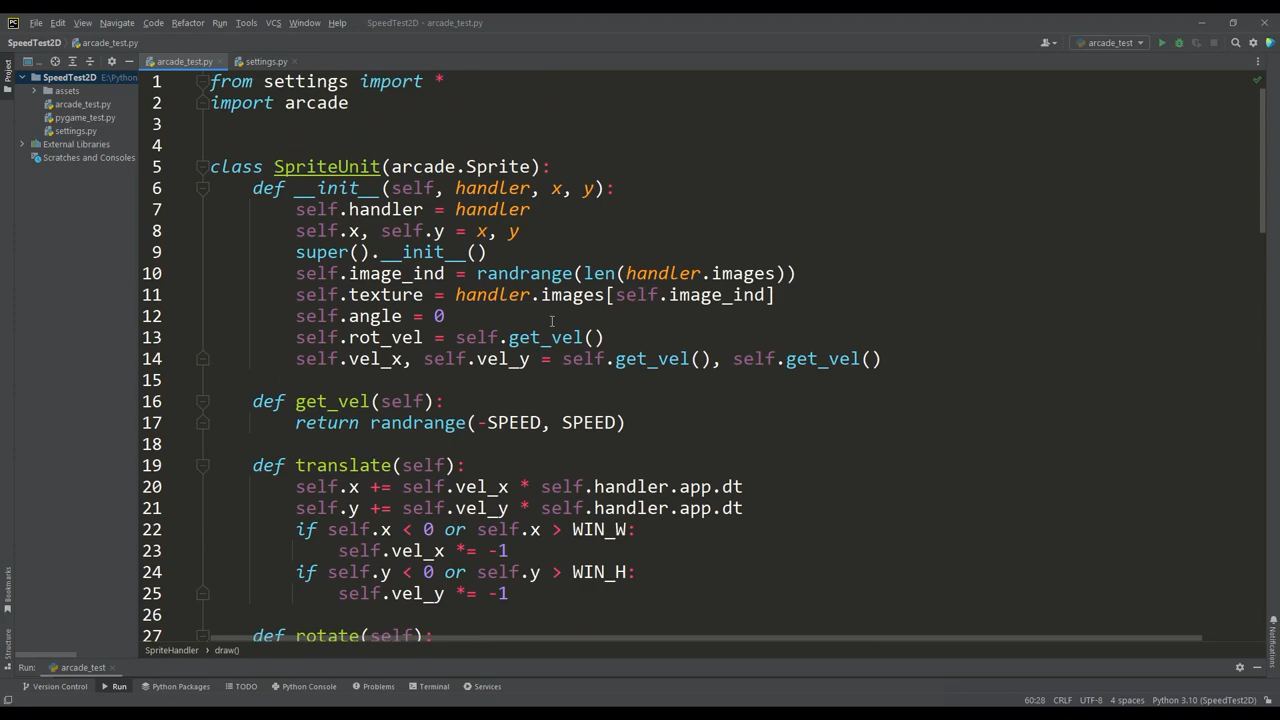 PC File Edit View Navigate Code Refactor Run Tools VCS Window Help SpeedTest2D - arcade_test.py
SpeedTest2D arcade_test.py arcade_test
Project
arcade_test.py settings.py
SpeedTest2D E:\Python
assets
arcade_test.py
pygame_test.py
settings.py
External Libraries
Scratches and Consoles
1 from settings import *
2 import arcade
3
4
5 class SpriteUnit(arcade.Sprite):
6 def __init__(self, handler, x, y):
7 self.handler = handler
8 self.x, self.y = x, y
9 super().__init__()
10 self.image_ind = randrange(len(handler.images))
11 self.texture = handler.images[self.image_ind]
12 self.angle = 0
13 self.rot_vel = self.get_vel()
14 self.vel_x, self.vel_y = self.get_vel(), self.get_vel()
15
16 def get_vel(self):
17 return randrange(-SPEED, SPEED)
18
19 def translate(self):
20 self.x += self.vel_x * self.handler.app.dt
21 self.y += self.vel_y * self.handler.app.dt
22 if self.x < 0 or self.x > WIN_W:
23 self.vel_x *= -1
24 if self.y < 0 or self.y > WIN_H:
25 self.vel_y *= -1
26
27 def rotate(self):
Bookmarks
Structure
Notifications
SpriteHandler draw()
Run: arcade_test
Version Control Run Python Packages TODO Python Console Problems Terminal Services
60:28 CRLF UTF-8 4 spaces Python 3.10 (SpeedTest2D)